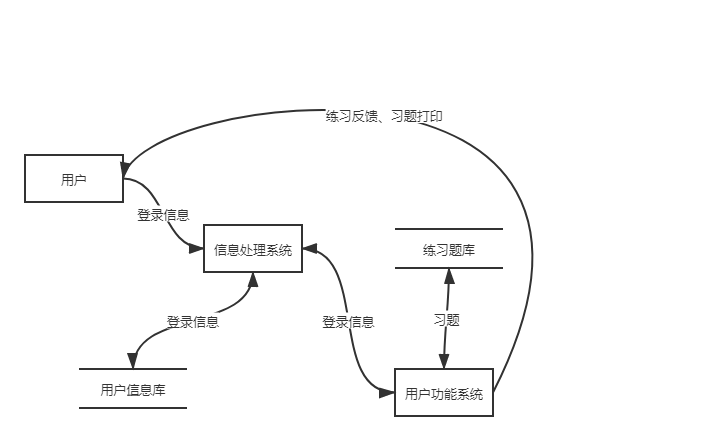 练习反馈、习题打印
用户
登录信息
信息处理系统
练习题库
登录信息
登录信息
习题
用户信息库
用户功能系统